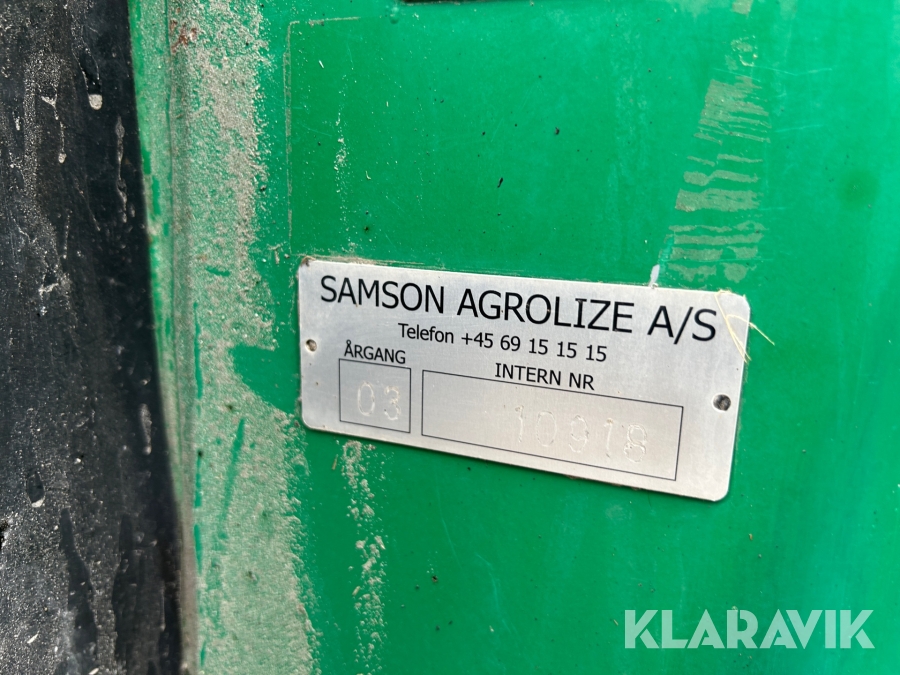 SAMSON AGROLIZE A/S
Telefon +45 69 15 15 15
ÅRGANG
INTERN NR
03
10918
KLARAVIK